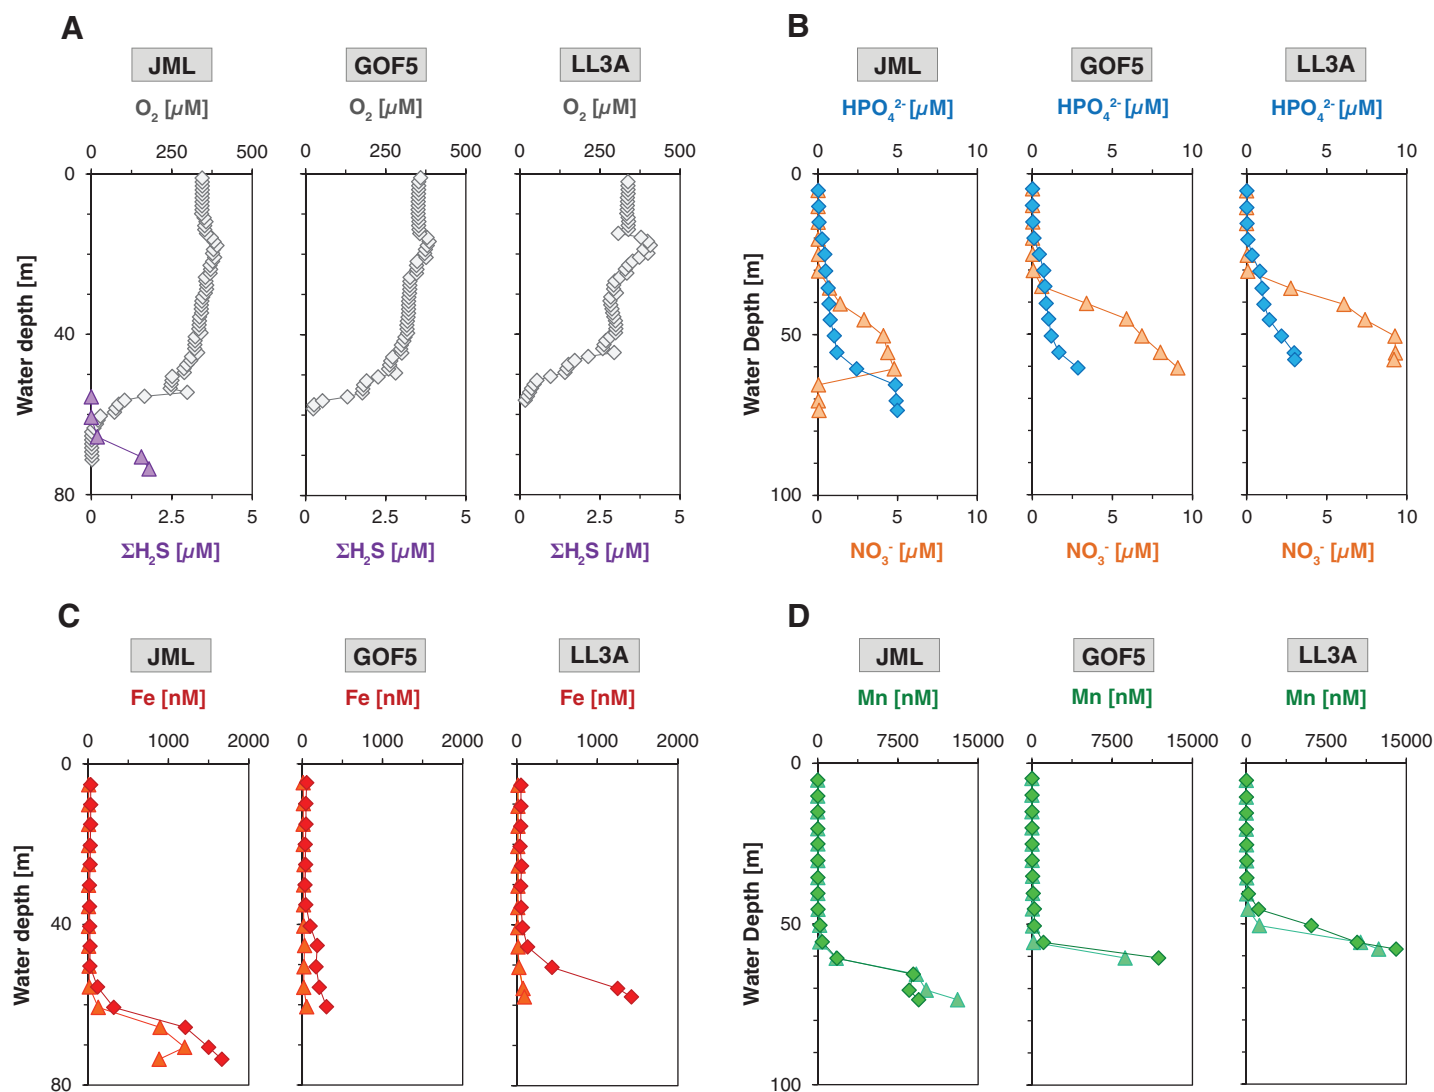 A
JML
GOF5
LL3A
O2 [µM]
O2 [µM]
O2 [µM]
0 250 500
0 250 500
0 250 500
0
40
80
Water depth [m]
0 2.5 5
0 2.5 5
0 2.5 5
ΣH2S [µM]
ΣH2S [µM]
ΣH2S [µM]
B
JML
GOF5
LL3A
HPO4 2- [µM]
HPO4 2- [µM]
HPO4 2- [µM]
0 5 10
0 5 10
0 5 10
0
50
100
Water Depth [m]
0 5 10
0 5 10
0 5 10
NO3- [µM]
NO3- [µM]
NO3- [µM]
C
JML
GOF5
LL3A
Fe [nM]
Fe [nM]
Fe [nM]
0 1000 2000
0 1000 2000
0 1000 2000
0
40
80
Water depth [m]
D
JML
GOF5
LL3A
Mn [nM]
Mn [nM]
Mn [nM]
0 7500 15000
0 7500 15000
0 7500 15000
0
50
100
Water Depth [m]